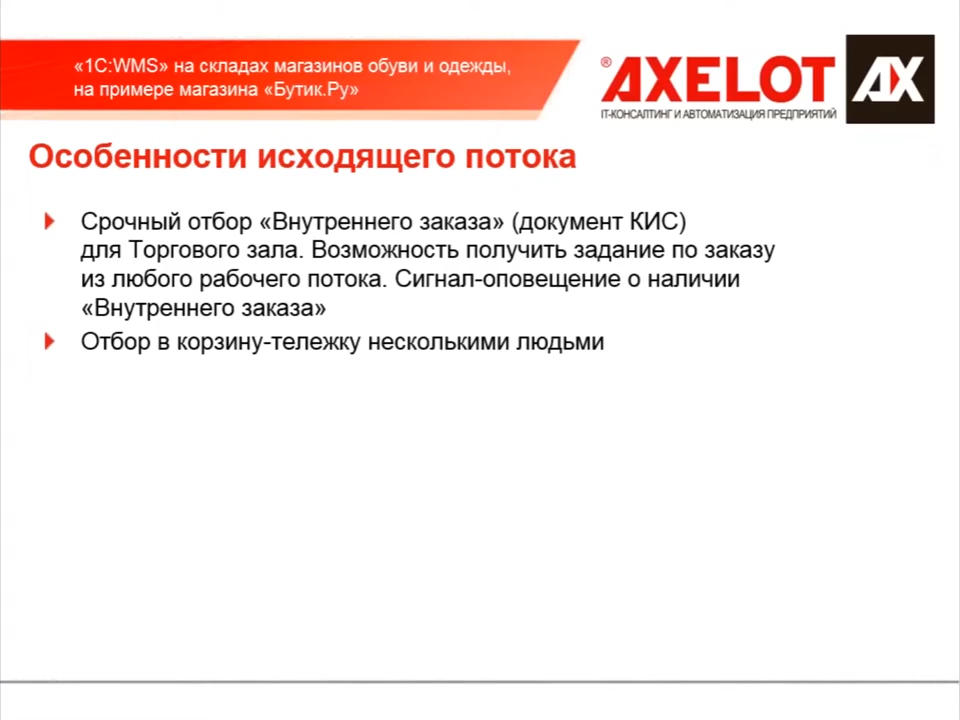 «1С:WMS» на складах магазинов обуви и одежды,
на примере магазина «Бутик.Ру»
® AXELOT AX
IT-КОНСАЛТИНГ И АВТОМАТИЗАЦИЯ ПРЕДПРИЯТИЙ
Особенности исходящего потока
Срочный отбор «Внутреннего заказа» (документ КИС)
для Торгового зала. Возможность получить задание по заказу
из любого рабочего потока. Сигнал-оповещение о наличии
«Внутреннего заказа»
Отбор в корзину-тележку несколькими людьми